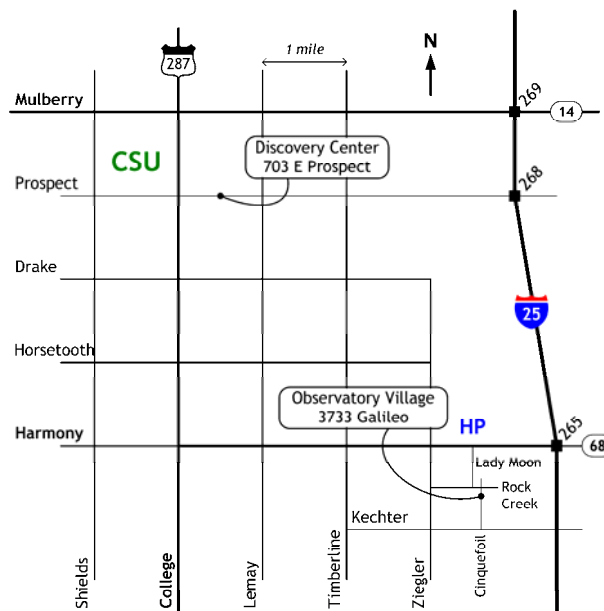 287
1 mile
N
269
Mulberry
14
Discovery Center
703 E Prospect
CSU
268
Prospect
Drake
25
Horsetooth
Observatory Village
3733 Galileo
HP
265
Harmony
68
Lady Moon
Rock
Creek
Kechter
Shields
College
Lemay
Timberline
Ziegler
Cinquefoil